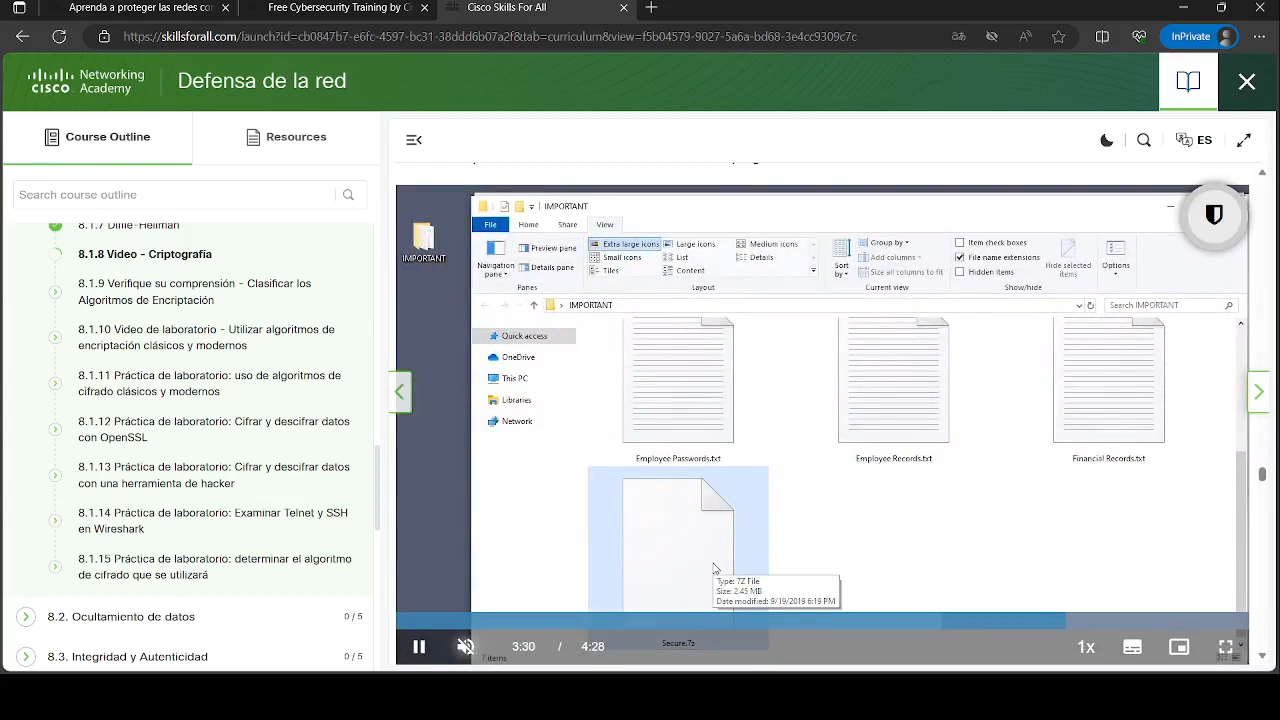 Aprenda a proteger las redes cor
Free Cybersecurity Training by Ci
Cisco Skills For All
https://skillsforall.com/launch?id=cb0847b7-e6fc-4597-bc31-38ddd6b07a2f&tab=curriculum&view=f5b04579-9027-5a6a-bd68-3e4cc9309c7c
InPrivate
cisco Networking Academy
Defensa de la red
Course Outline
Resources
ES
Search course outline
8.1.7 Diffie-Hellman
8.1.8 Video - Criptografía
8.1.9 Verifique su comprensión - Clasificar los
Algoritmos de Encriptación
8.1.10 Video de laboratorio - Utilizar algoritmos de
encriptación clásicos y modernos
8.1.11 Práctica de laboratorio: uso de algoritmos de
cifrado clásicos y modernos
8.1.12 Práctica de laboratorio: Cifrar y descifrar datos
con OpenSSL
8.1.13 Práctica de laboratorio: Cifrar y descifrar datos
con una herramienta de hacker
8.1.14 Práctica de laboratorio: Examinar Telnet y SSH
en Wireshark
8.1.15 Práctica de laboratorio: determinar el algoritmo
de cifrado que se utilizará
8.2. Ocultamiento de datos 0 / 5
8.3. Integridad y Autenticidad 0 / 5
IMPORTANT
IMPORTANT
File Home Share View
Navigation pane
Preview pane
Details pane
Panes
Extra large icons Large icons Medium icons
Small icons List Details
Tiles Content
Layout
Sort by
Group by
Add columns
Size all columns to fit
Current view
Item check boxes
File name extensions
Hidden items
Hide selected items
Show/hide
Options
IMPORTANT
Search IMPORTANT
Quick access
OneDrive
This PC
Libraries
Network
Employee Passwords.txt
Employee Records.txt
Financial Records.txt
Type: 7Z File
Size: 2.45 MB
Date modified: 9/19/2019 6:19 PM
Secure.7z
7 items
3:30 / 4:28
1x